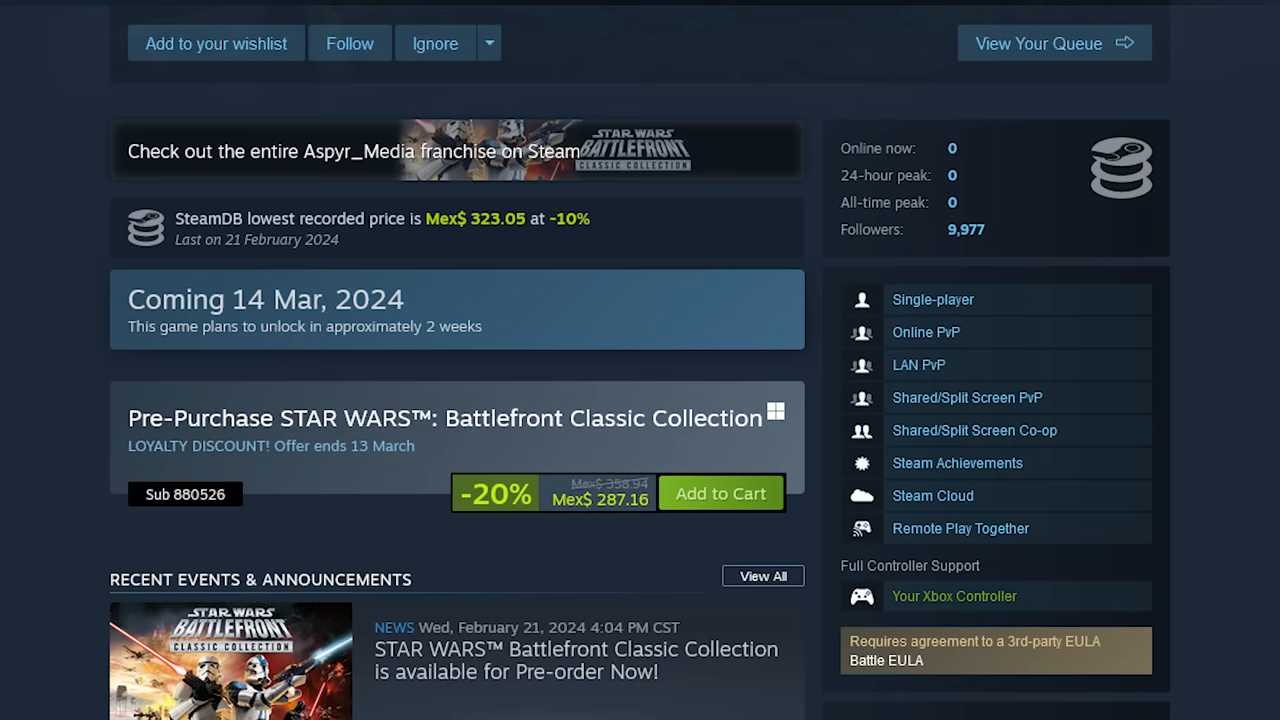 Add to your wishlist
Follow
Ignore
View Your Queue
Check out the entire Aspyr_Media franchise on Steam
STAR WARS
BATTLEFRONT
CLASSIC COLLECTION
SteamDB lowest recorded price is Mex$ 323.05 at -10%
Last on 21 February 2024
Coming 14 Mar, 2024
This game plans to unlock in approximately 2 weeks
Pre-Purchase STAR WARS™: Battlefront Classic Collection
LOYALTY DISCOUNT! Offer ends 13 March
Sub 880526
-20%
Mex$ 358.94
Mex$ 287.16
Add to Cart
RECENT EVENTS & ANNOUNCEMENTS
View All
STAR WARS
BATTLEFRONT
CLASSIC COLLECTION
NEWS Wed, February 21, 2024 4:04 PM CST
STAR WARS™ Battlefront Classic Collection
is available for Pre-order Now!
Online now: 0
24-hour peak: 0
All-time peak: 0
Followers: 9,977
Single-player
Online PvP
LAN PvP
Shared/Split Screen PvP
Shared/Split Screen Co-op
Steam Achievements
Steam Cloud
Remote Play Together
Full Controller Support
Your Xbox Controller
Requires agreement to a 3rd-party EULA
Battle EULA